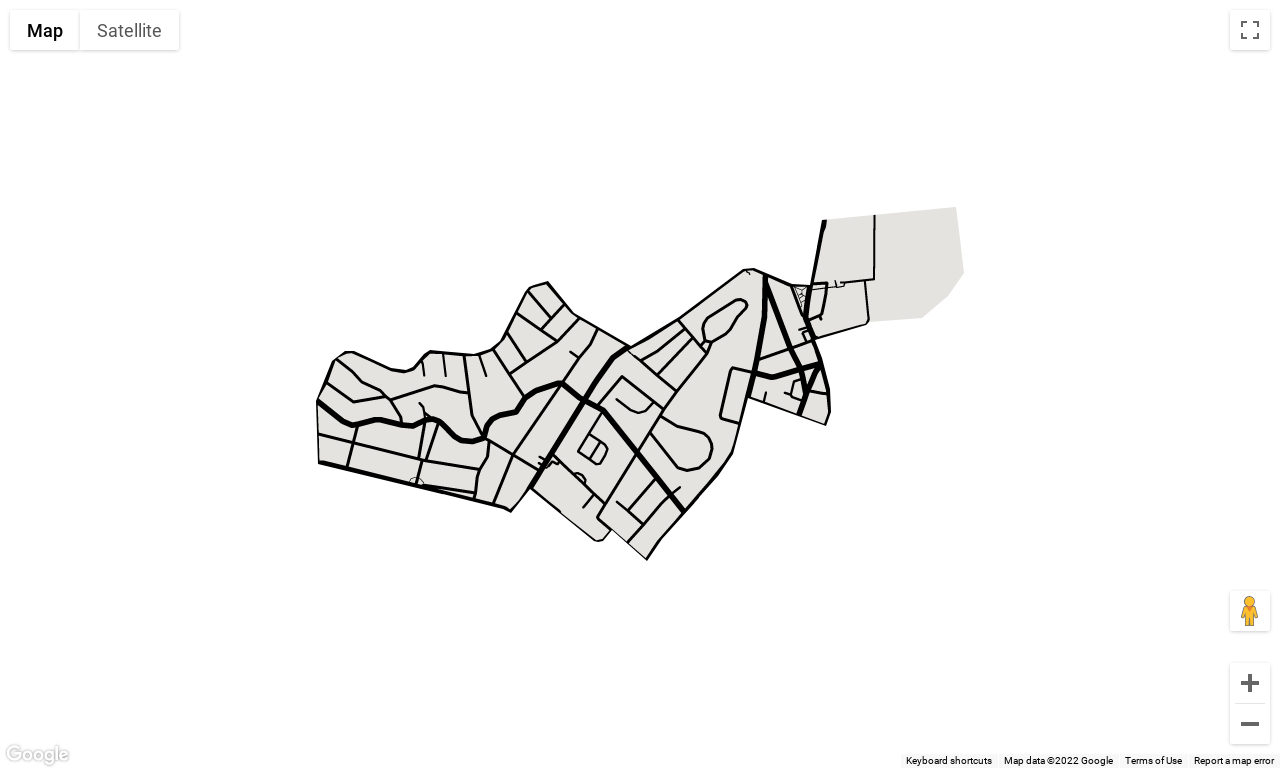 Map Satellite
Google
Keyboard shortcuts Map data ©2022 Google Terms of Use Report a map error